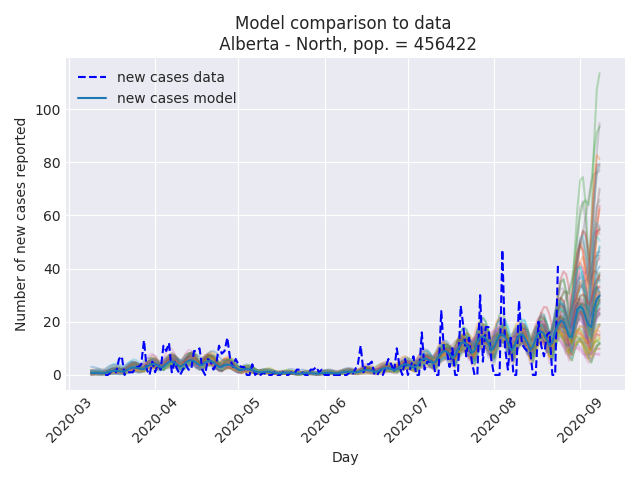 Model comparison to data
Alberta - North, pop. = 456422
new cases data
new cases model
Number of new cases reported
100
80
60
40
20
0
2020-03
2020-04
2020-05
2020-06
2020-07
2020-08
2020-09
Day